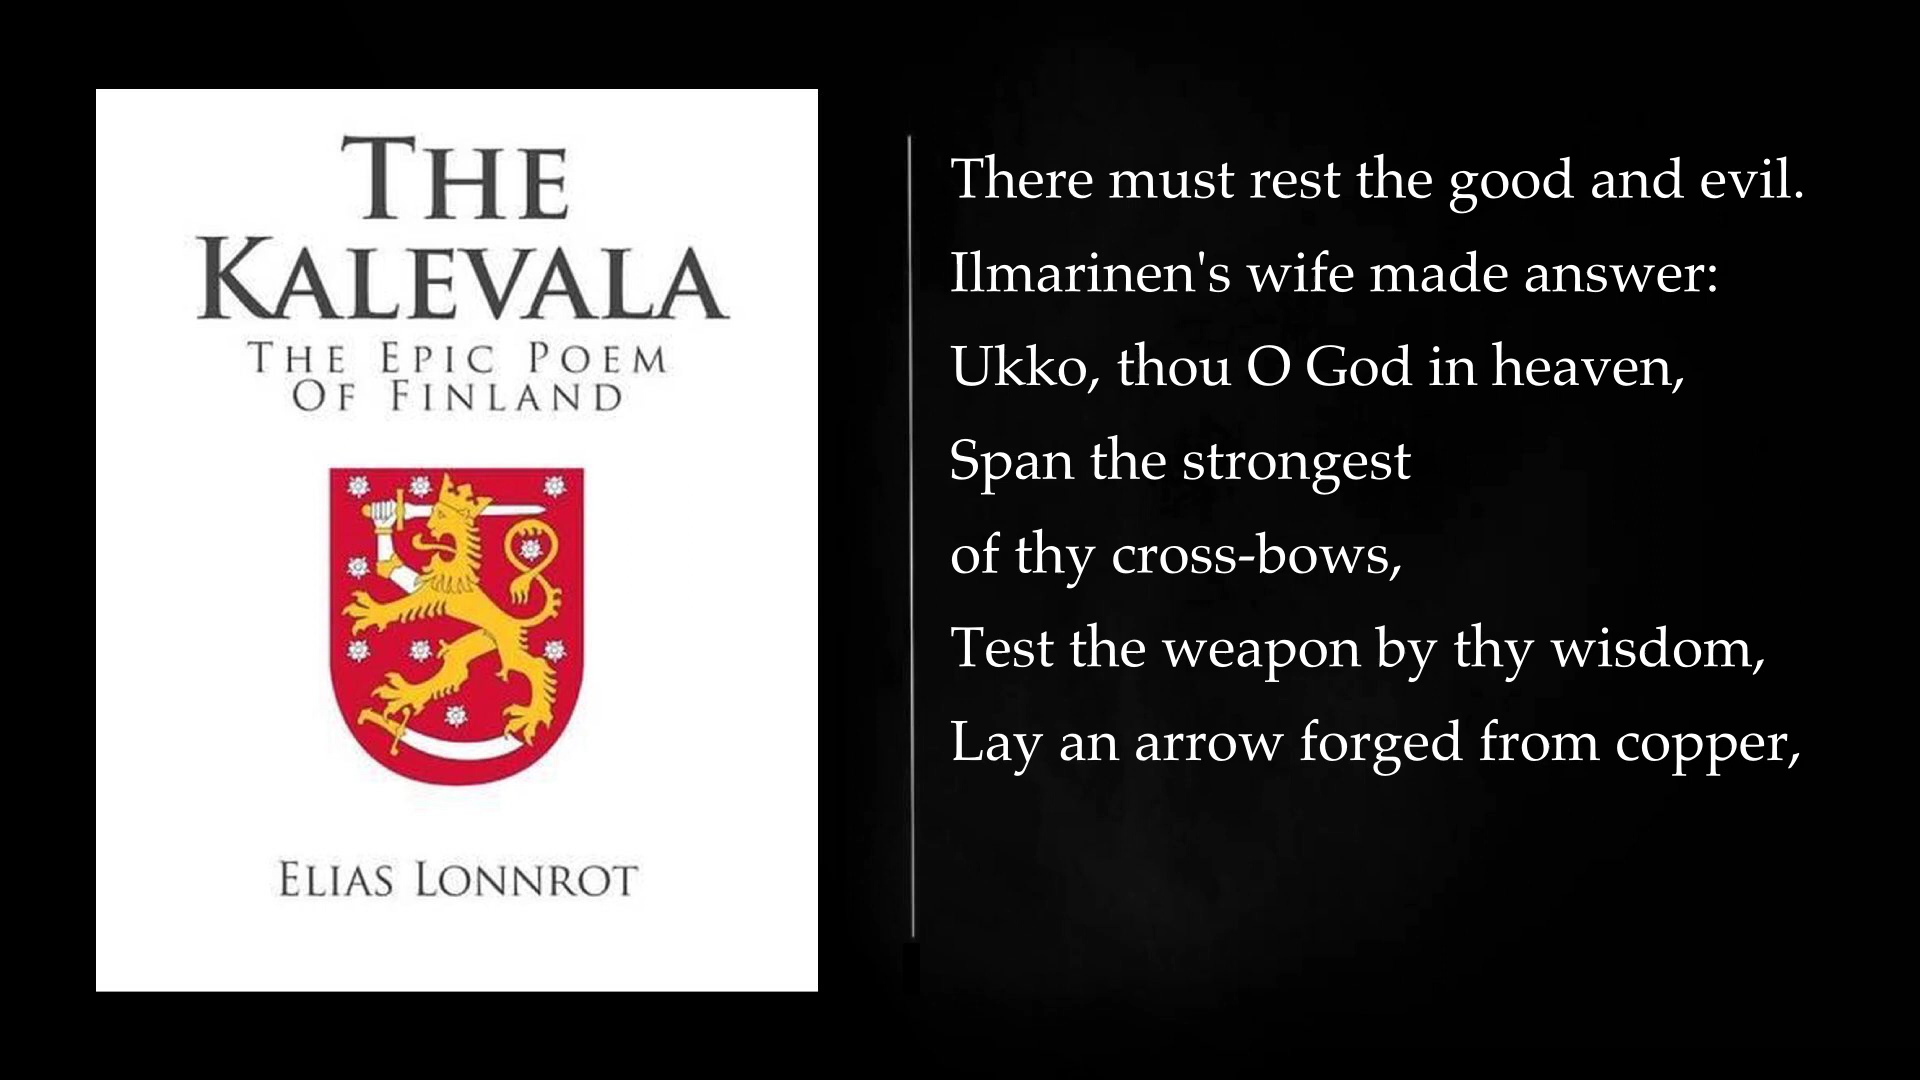 THE
KALEVALA
THE EPIC POEM
OF FINLAND
ELIAS LONNROT
There must rest the good and evil.
Ilmarinen's wife made answer:
Ukko, thou O God in heaven,
Span the strongest
of thy cross-bows,
Test the weapon by thy wisdom,
Lay an arrow forged from copper,